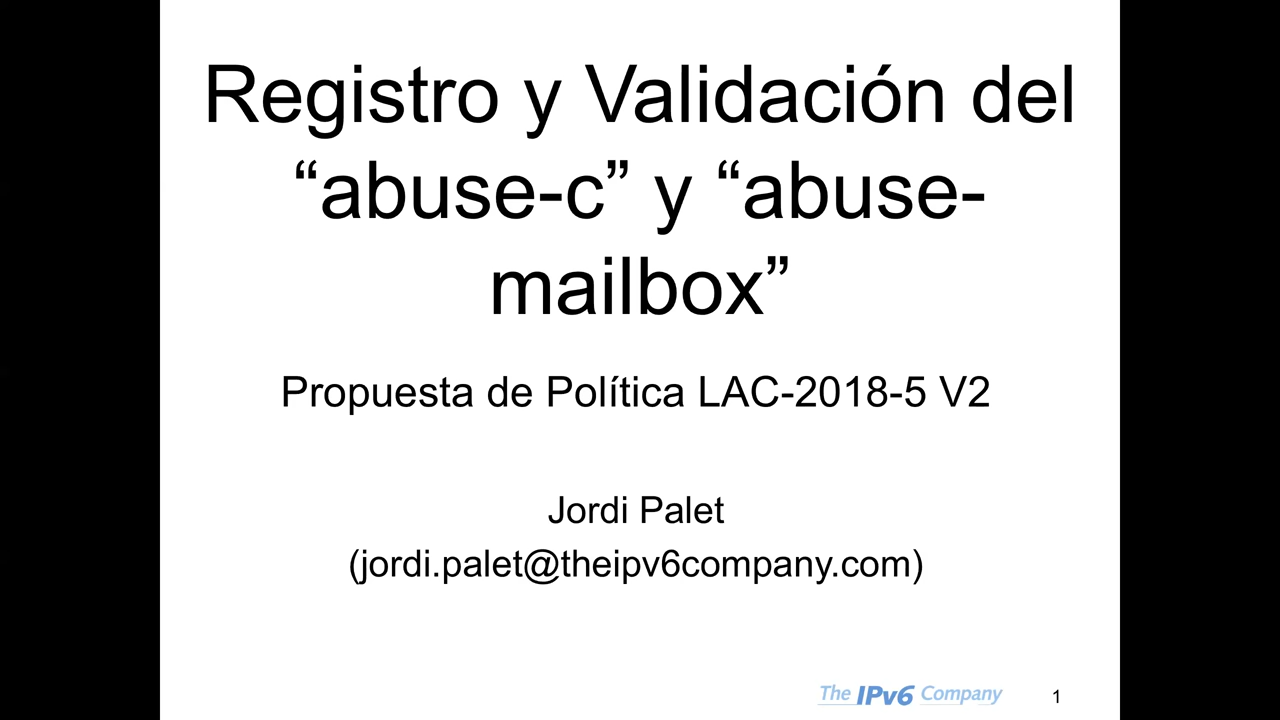 Registro y Validación del
“abuse-c” y “abuse-
mailbox”
Propuesta de Política LAC-2018-5 V2
Jordi Palet
(jordi.palet@theipv6company.com)
The IPv6 Company
1